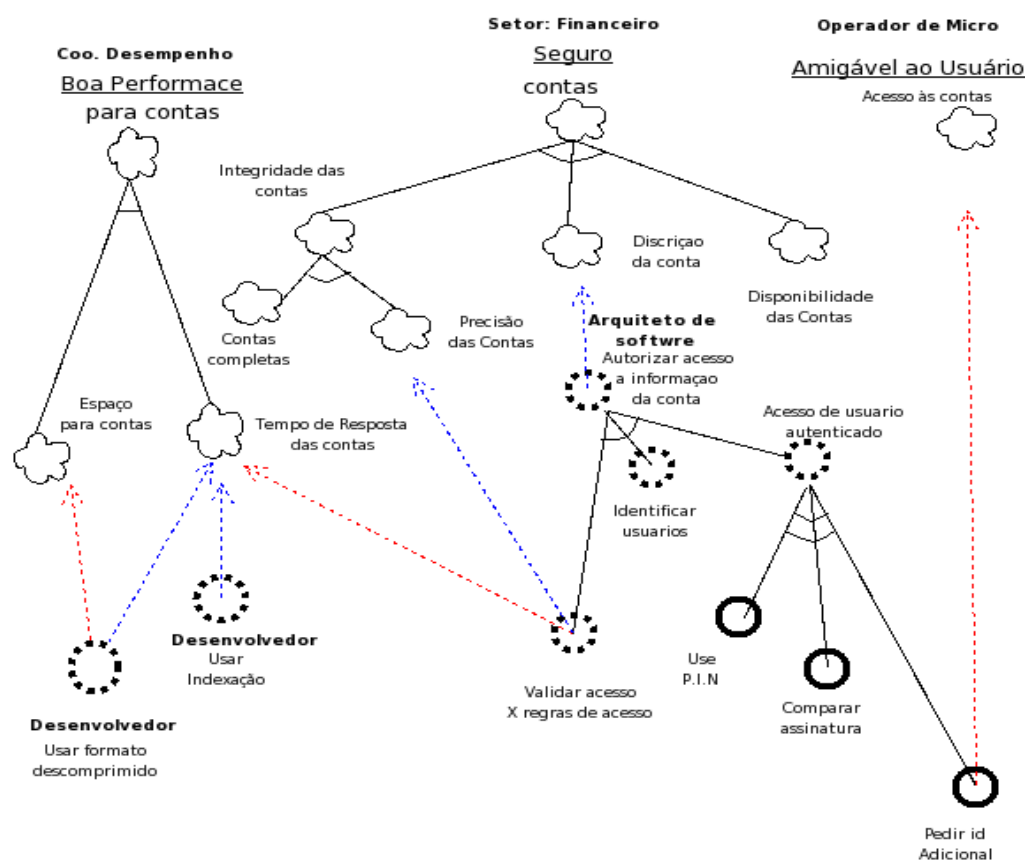 Coo. Desempenho
Boa Performace
para contas
Setor: Financeiro
Seguro
contas
Operador de Micro
Amigável ao Usuário
Acesso às contas
Integridade das
contas
Discriçao
da conta
Disponibilidade
das Contas
Contas
completas
Precisão
das Contas
Arquiteto de
softwre
Autorizar acesso
a informaçao
da conta
Espaço
para contas
Tempo de Resposta
das contas
Acesso de usuario
autenticado
Identificar
usuarios
Desenvolvedor
Usar
Indexação
Desenvolvedor
Usar formato
descomprimido
Validar acesso
X regras de acesso
Use
P.I.N
Comparar
assinatura
Pedir id
Adicional